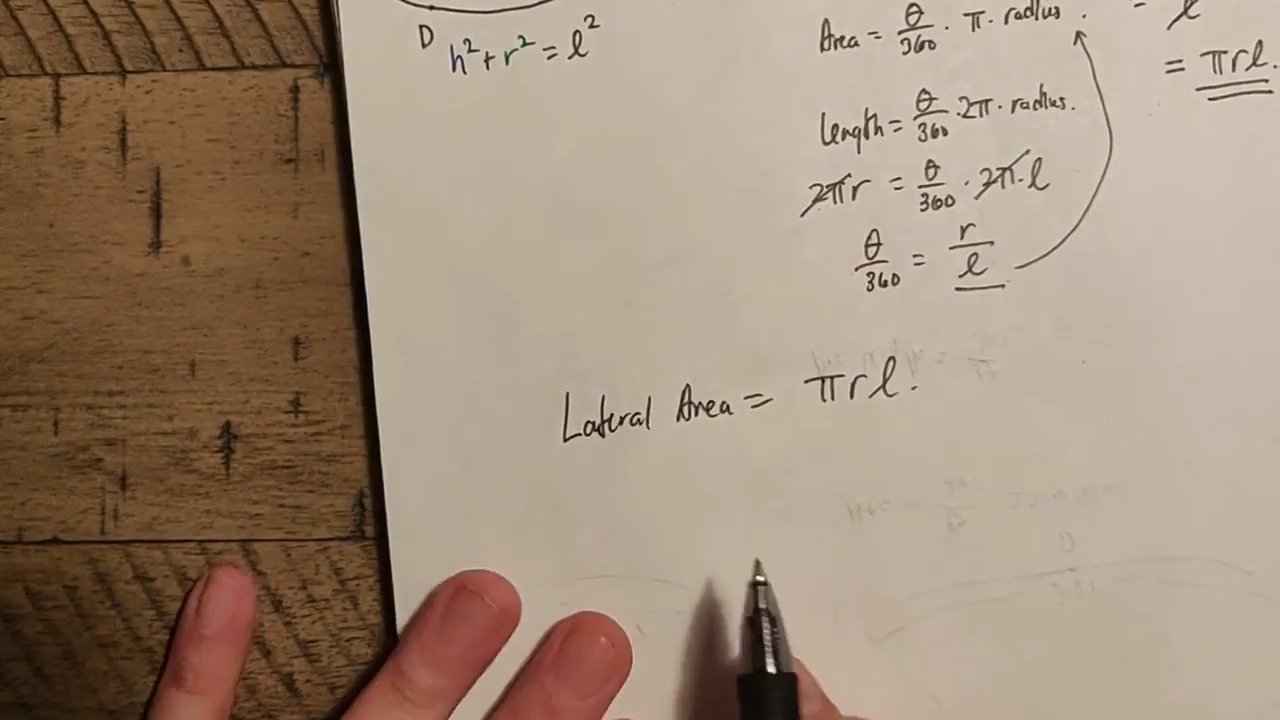 D
h² + r² = l²
Area = θ/360 · π · radius .
Length = θ/360 · 2π · radius.
2πr = θ/360 · 2π · l
θ/360 = r/l
l
= πrl.
Lateral Area = πrl.